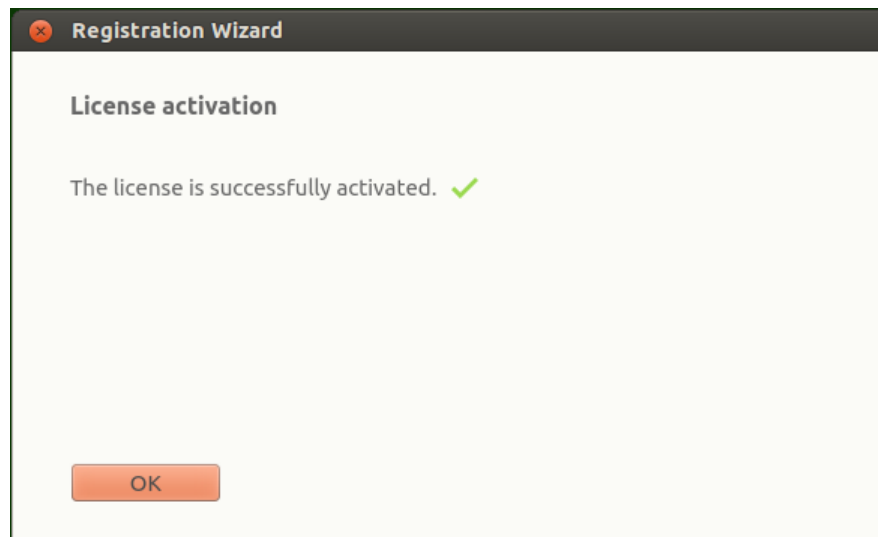 Registration Wizard
License activation
The license is successfully activated.
OK